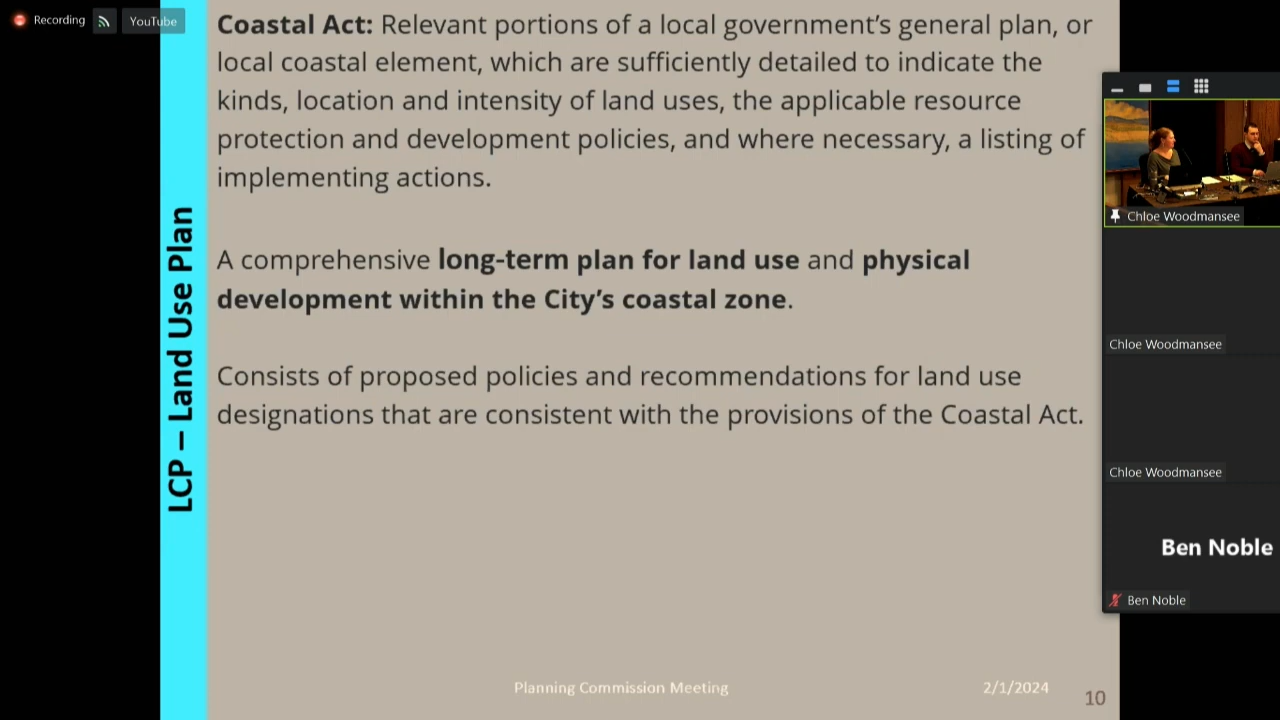 Recording
YouTube
Coastal Act: Relevant portions of a local government’s general plan, or
local coastal element, which are sufficiently detailed to indicate the
kinds, location and intensity of land uses, the applicable resource
protection and development policies, and where necessary, a listing of
implementing actions.
A comprehensive long-term plan for land use and physical
development within the City’s coastal zone.
Consists of proposed policies and recommendations for land use
designations that are consistent with the provisions of the Coastal Act.
LCP – Land Use Plan
Planning Commission Meeting
2/1/2024
10
Chloe Woodmansee
Chloe Woodmansee
Chloe Woodmansee
Ben Noble
Ben Noble